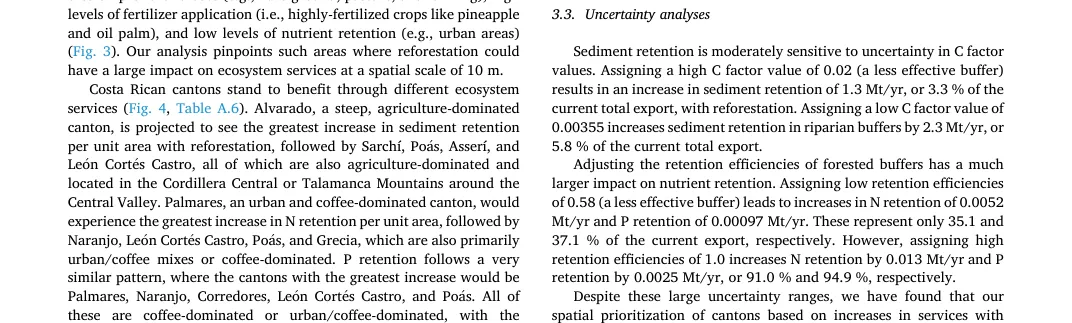 levels of fertilizer application (i.e., highly-fertilized crops like pineapple
and oil palm), and low levels of nutrient retention (e.g., urban areas)
(Fig. 3). Our analysis pinpoints such areas where reforestation could
have a large impact on ecosystem services at a spatial scale of 10 m.
Costa Rican cantons stand to benefit through different ecosystem
services (Fig. 4, Table A.6). Alvarado, a steep, agriculture-dominated
canton, is projected to see the greatest increase in sediment retention
per unit area with reforestation, followed by Sarchí, Poás, Asserí, and
León Cortés Castro, all of which are also agriculture-dominated and
located in the Cordillera Central or Talamanca Mountains around the
Central Valley. Palmares, an urban and coffee-dominated canton, would
experience the greatest increase in N retention per unit area, followed by
Naranjo, León Cortés Castro, Poás, and Grecia, which are also primarily
urban/coffee mixes or coffee-dominated. P retention follows a very
similar pattern, where the cantons with the greatest increase would be
Palmares, Naranjo, Corredores, León Cortés Castro, and Poás. All of
these are coffee-dominated or urban/coffee-dominated, with the
3.3. Uncertainty analyses
Sediment retention is moderately sensitive to uncertainty in C factor
values. Assigning a high C factor value of 0.02 (a less effective buffer)
results in an increase in sediment retention of 1.3 Mt/yr, or 3.3 % of the
current total export, with reforestation. Assigning a low C factor value of
0.00355 increases sediment retention in riparian buffers by 2.3 Mt/yr, or
5.8 % of the current total export.
Adjusting the retention efficiencies of forested buffers has a much
larger impact on nutrient retention. Assigning low retention efficiencies
of 0.58 (a less effective buffer) leads to increases in N retention of 0.0052
Mt/yr and P retention of 0.00097 Mt/yr. These represent only 35.1 and
37.1 % of the current export, respectively. However, assigning high
retention efficiencies of 1.0 increases N retention by 0.013 Mt/yr and P
retention by 0.0025 Mt/yr, or 91.0 % and 94.9 %, respectively.
Despite these large uncertainty ranges, we have found that our
spatial prioritization of cantons based on increases in services with